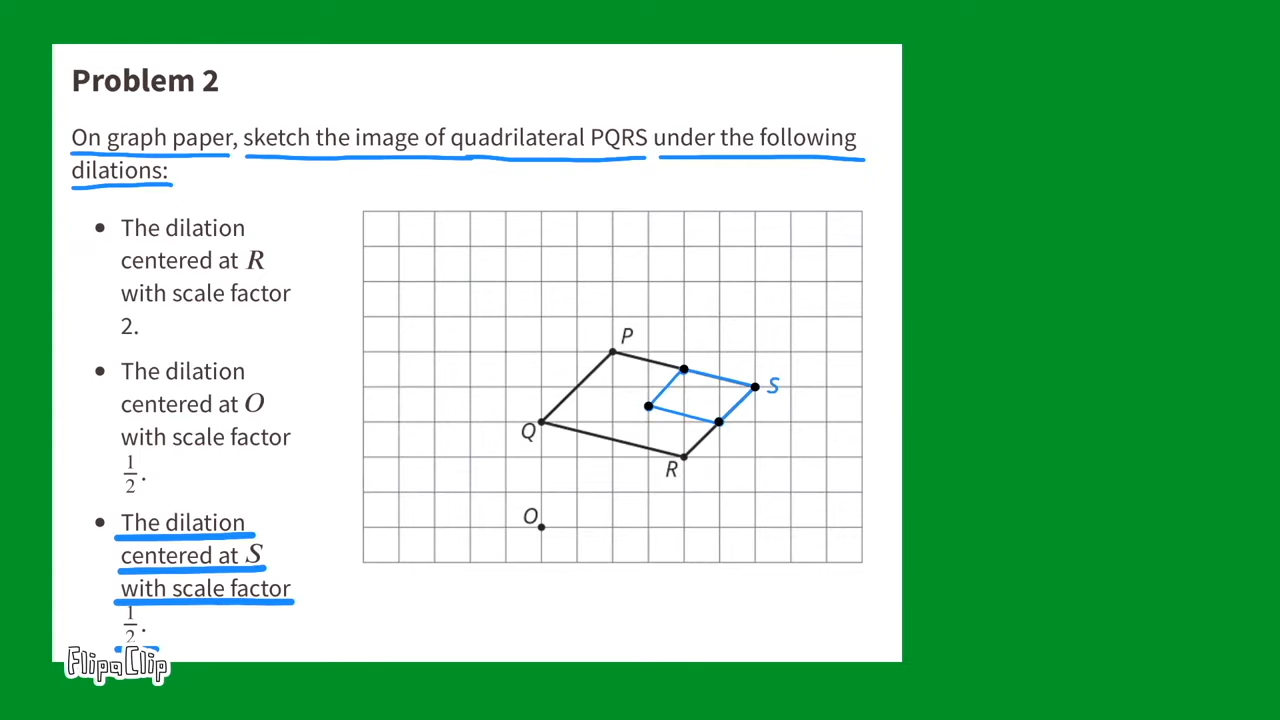 Problem 2
On graph paper, sketch the image of quadrilateral PQRS under the following
dilations:
• The dilation
centered at R
with scale factor
2.
• The dilation
centered at O
with scale factor
1/2.
• The dilation
centered at S
with scale factor
1/2.
P
S
Q
R
O
FlipaClip